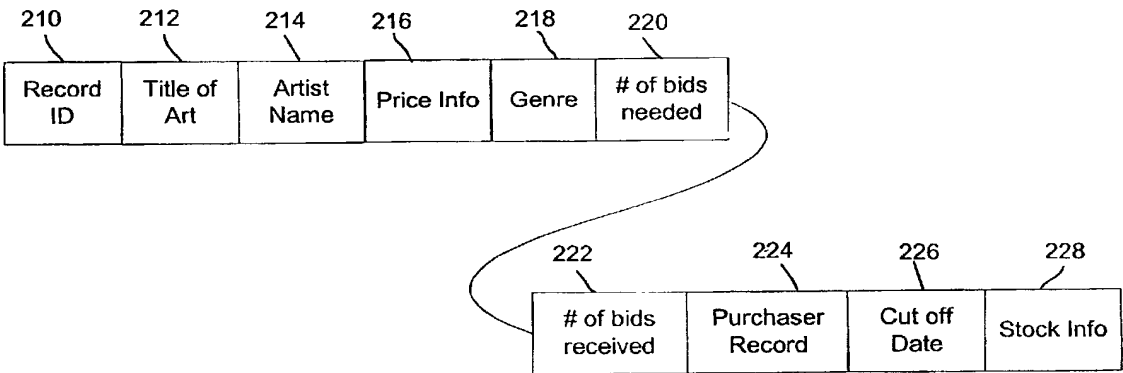 210 212 214 216 218 220
Record Title of Artist Price Info Genre # of bids
ID Art Name needed
222 224 226 228
# of bids Purchaser Cut off Stock Info
received Record Date